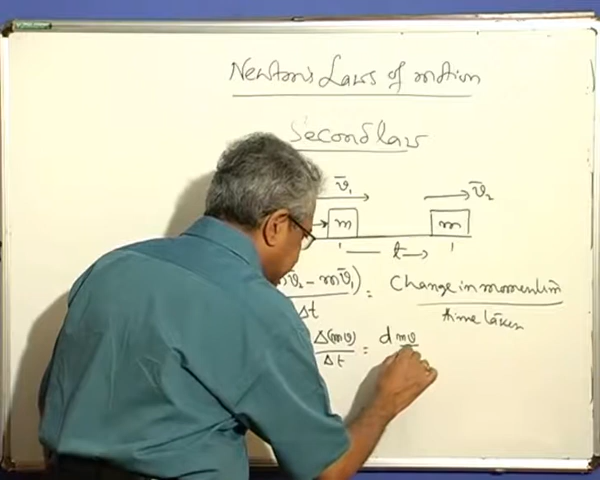 Newton's Laws of motion
Second law
v̄₁ v̄₂
m m
t
v̄₂ - mv̄₁) = Change in momentum
Δt time taken
Δ(mv) = d mv
Δt